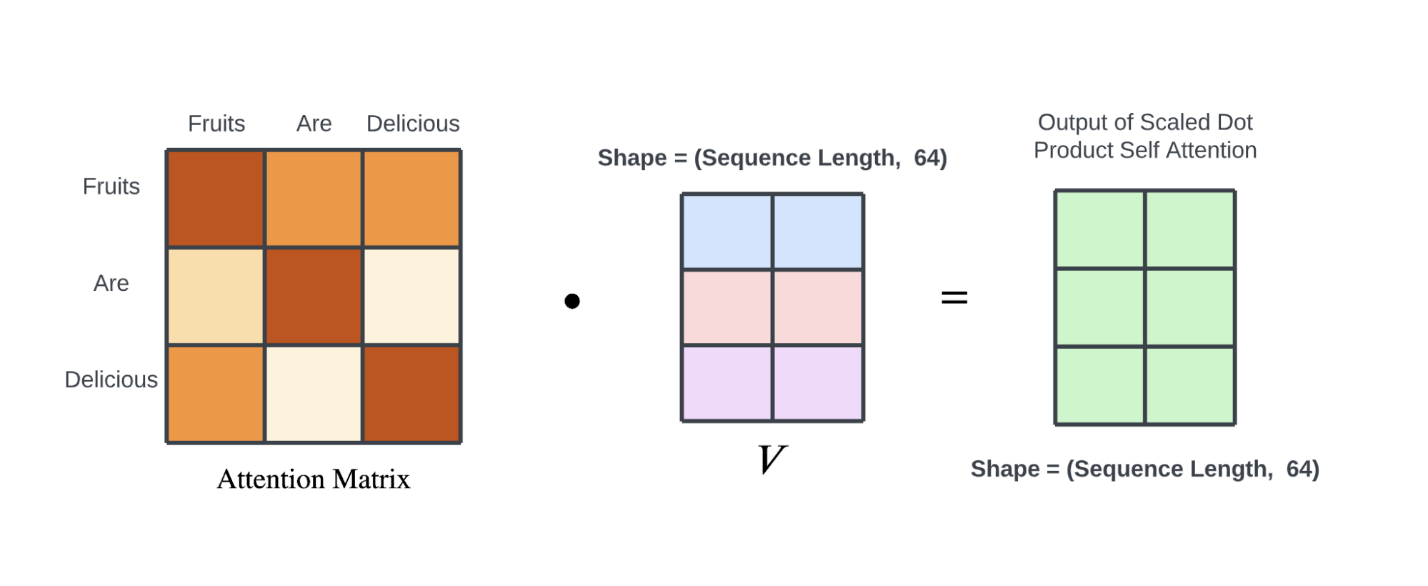 Fruits Are Delicious
Fruits
Are
Delicious
Attention Matrix
•
Shape = (Sequence Length, 64)
V
=
Output of Scaled Dot
Product Self Attention
Shape = (Sequence Length, 64)